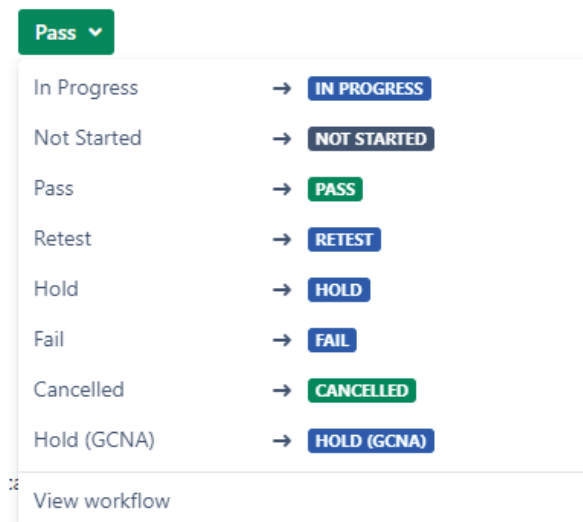 Pass
In Progress → IN PROGRESS
Not Started → NOT STARTED
Pass → PASS
Retest → RETEST
Hold → HOLD
Fail → FAIL
Cancelled → CANCELLED
Hold (GCNA) → HOLD (GCNA)
View workflow